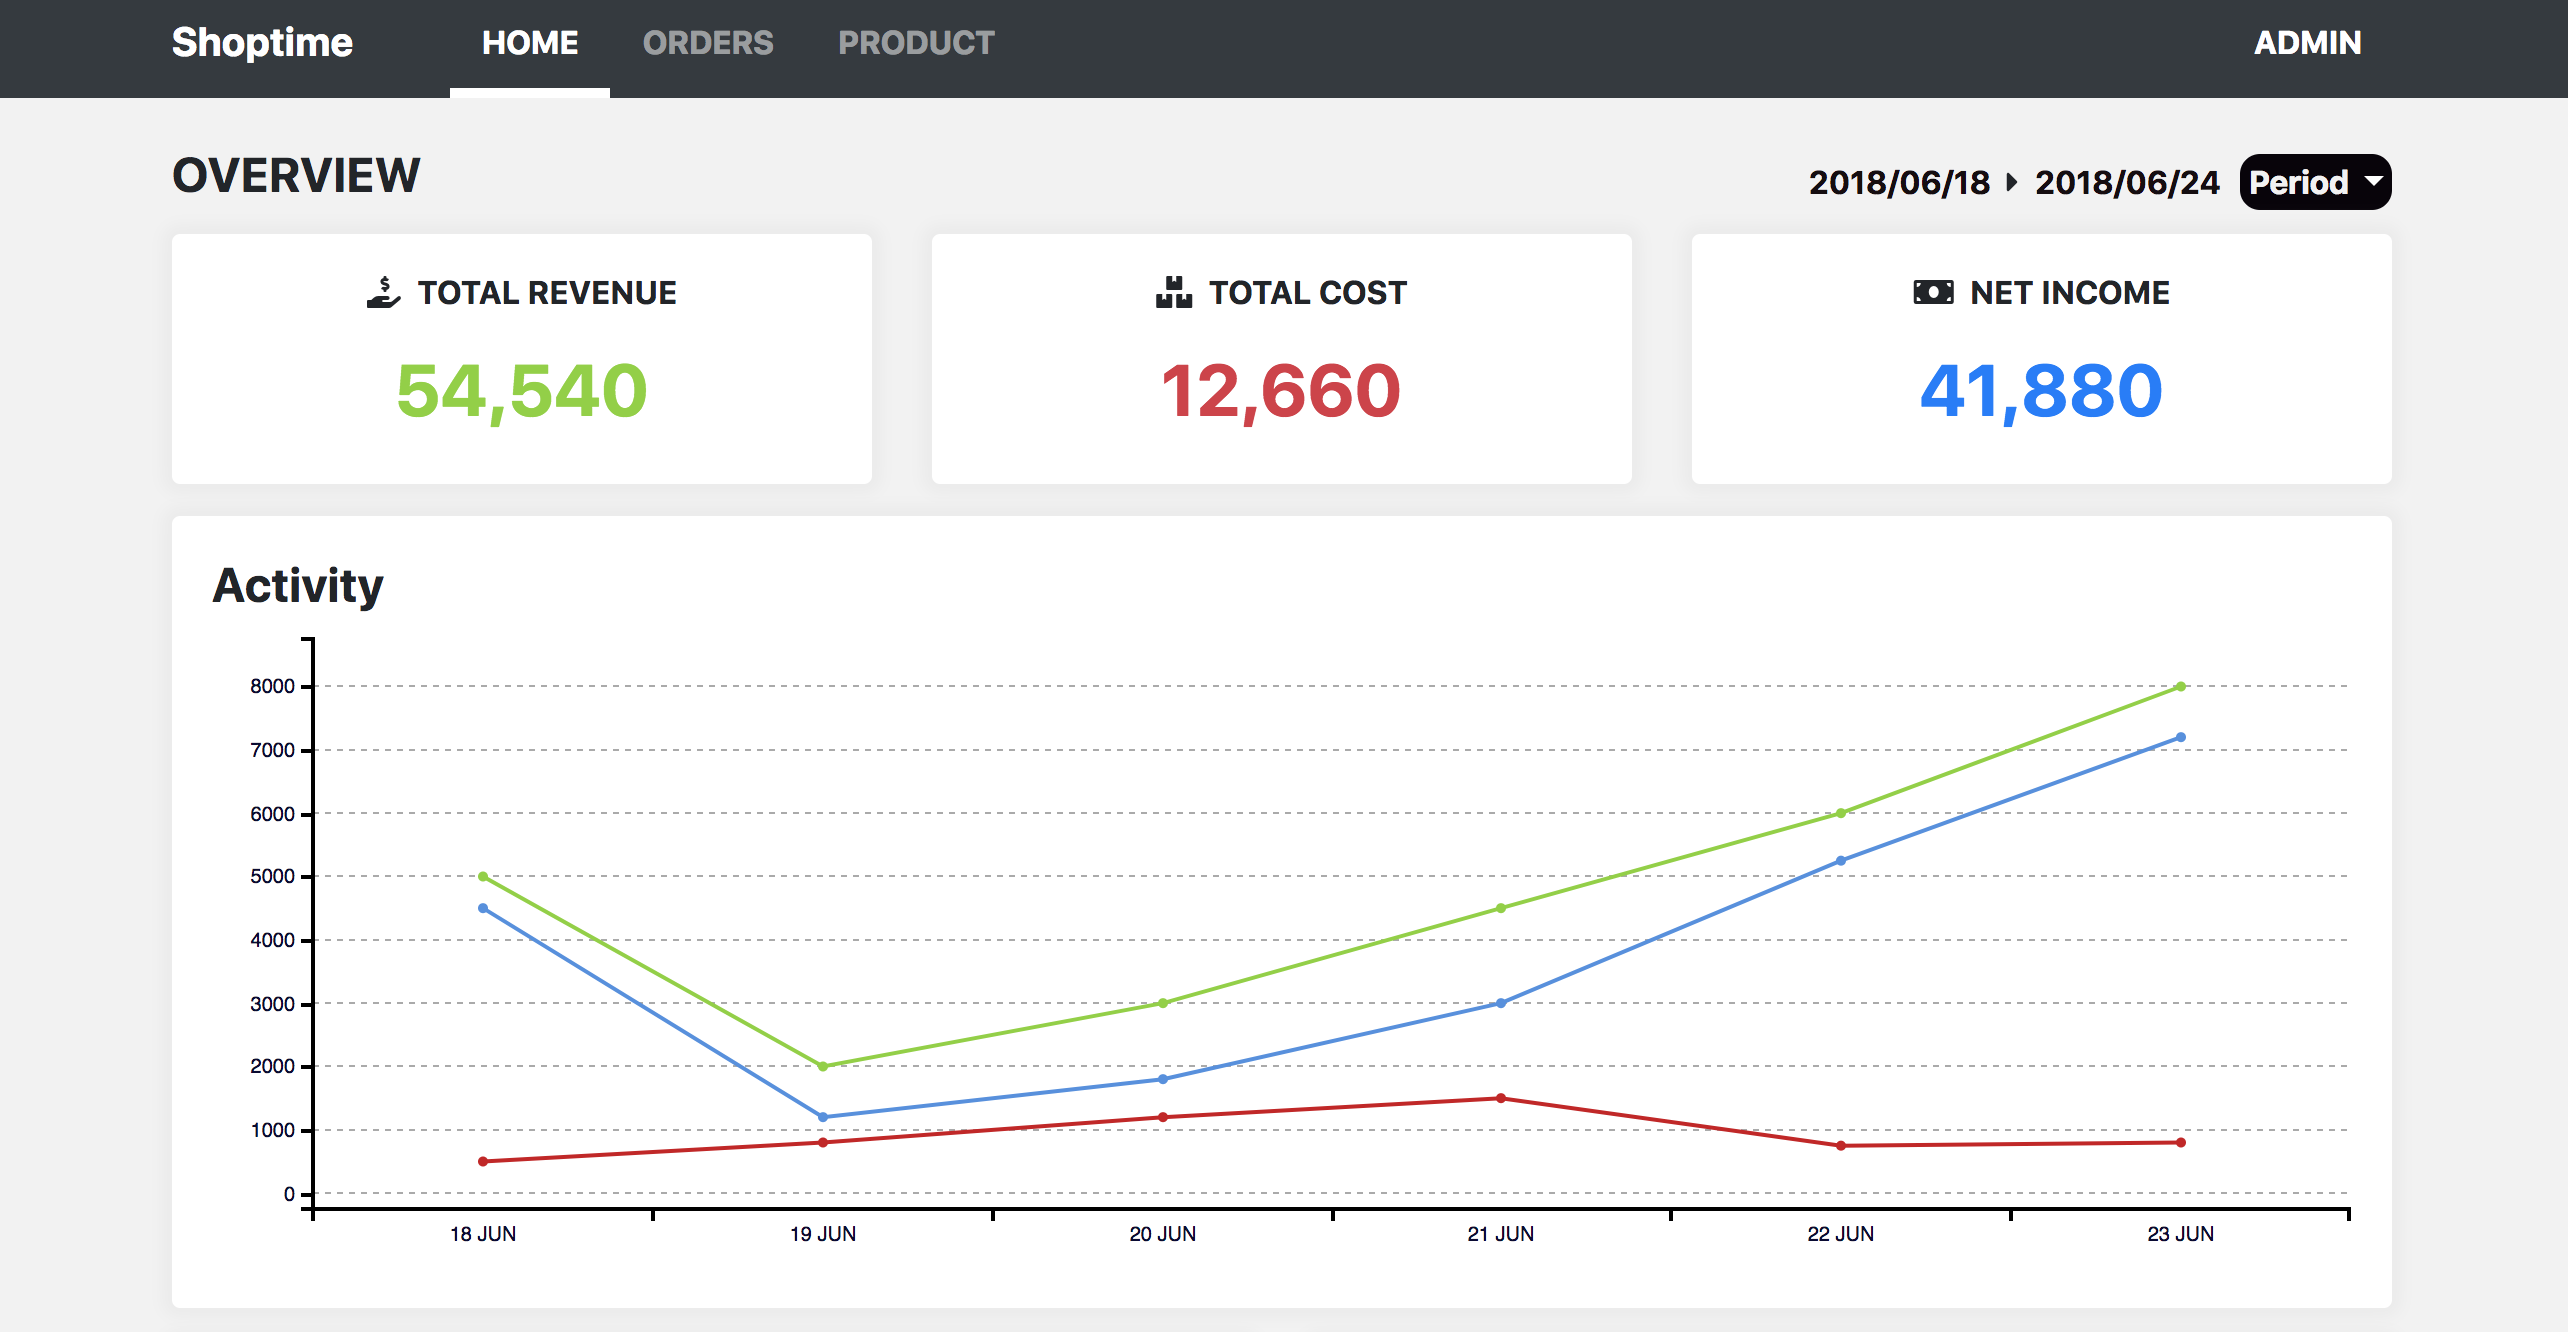 Shoptime HOME ORDERS PRODUCT ADMIN
OVERVIEW 2018/06/18 2018/06/24 Period
TOTAL REVENUE
54,540
TOTAL COST
12,660
NET INCOME
41,880
Activity
8000
7000
6000
5000
4000
3000
2000
1000
0
18 JUN 19 JUN 20 JUN 21 JUN 22 JUN 23 JUN